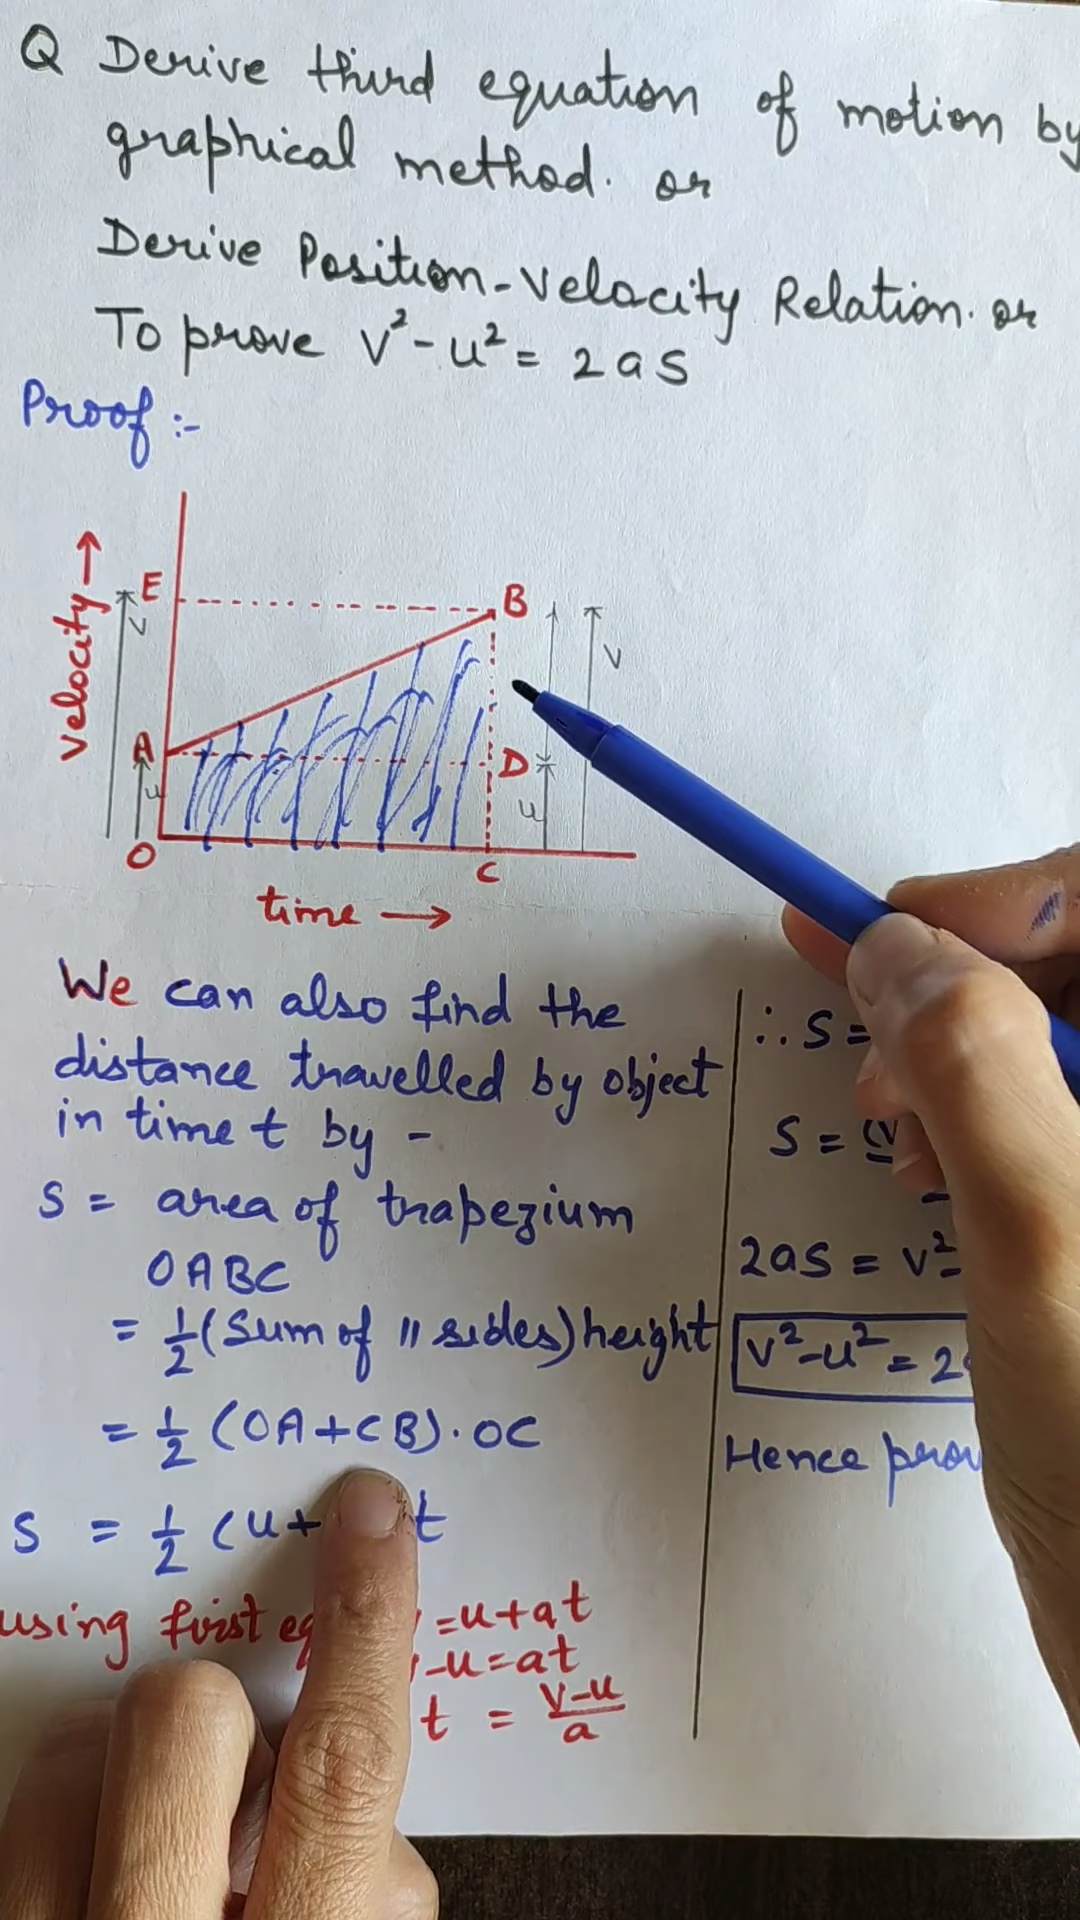 Q Derive third equation of motion by
graphical method. or
Derive Position-Velocity Relation. or
To prove v²-u² = 2as
Proof :-
E
B
V
V
Velocity →
A
D
u
u
O
C
time →
We can also find the
distance travelled by object
in time t by -
S = area of trapezium
OABC
= 1/2 (Sum of 11 sides) height
= 1/2 (OA+CB).OC
S = 1/2 (u+ t
using first =u+at
-u=at
t = v-u/a
∴ S =
S = (v
2as = v²-
v²-u² = 2
Hence